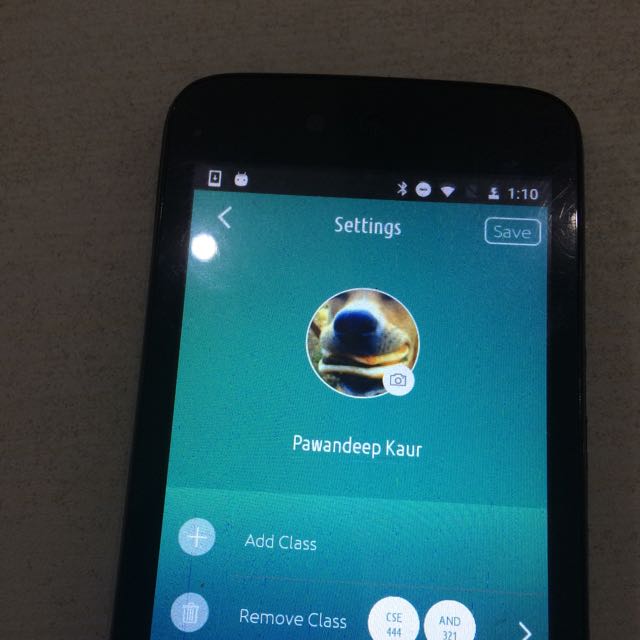 1:10
Settings
Save
Pawandeep Kaur
Add Class
Remove Class
CSE
444
AND
321